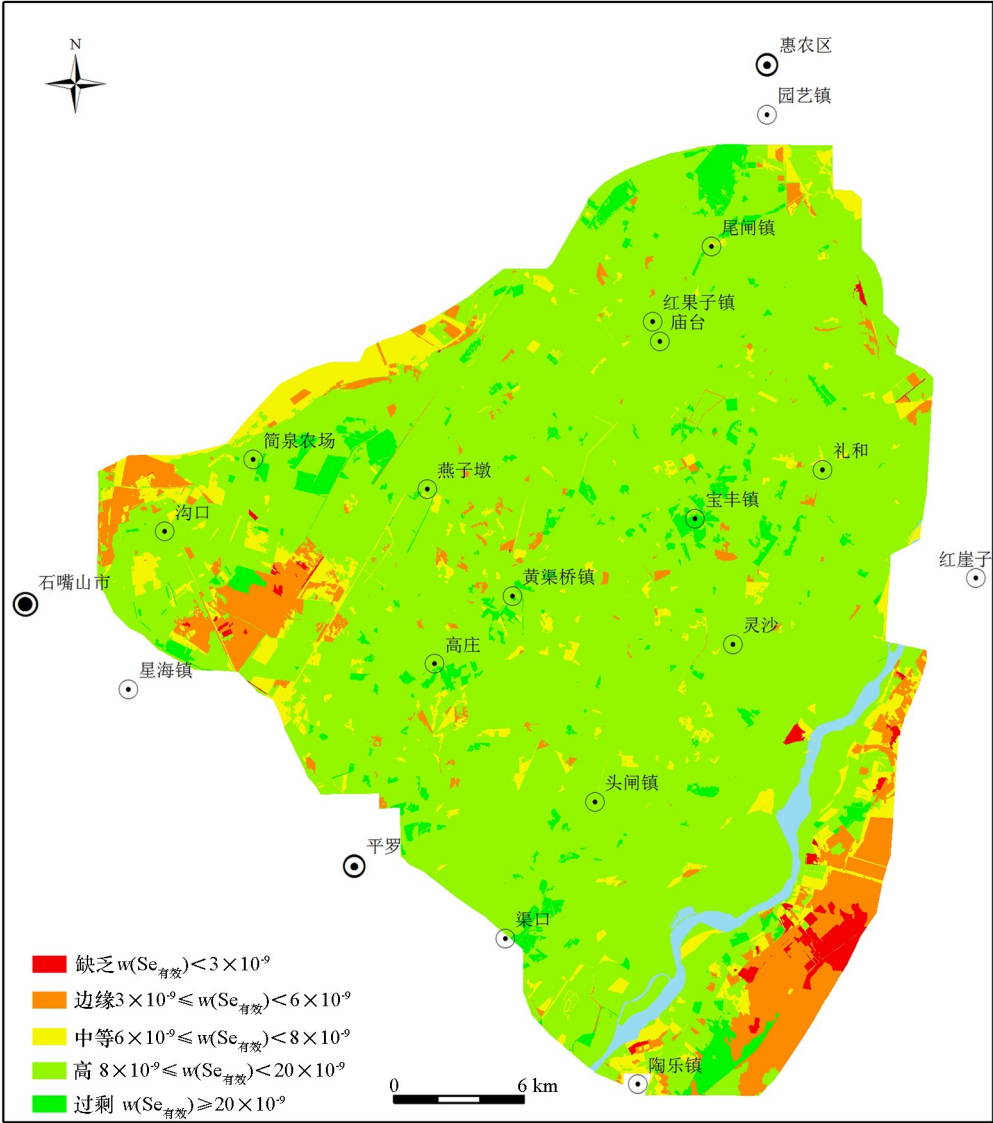 N
惠农区
园艺镇
尾闸镇
红果子镇
庙台
简泉农场
礼和
燕子墩
宝丰镇
沟口
红崖子
黄渠桥镇
石嘴山市
灵沙
高庄
星海镇
头闸镇
平罗
渠口
缺乏w(Se有效)<3×10-9
边缘3×10-9≤w(Se有效)<6×10-9
中等6×10-9≤w(Se有效)<8×10-9
高 8×10-9≤w(Se有效)<20×10-9
陶乐镇
0 6 km
过剩 w(Se有效)≥20×10-9